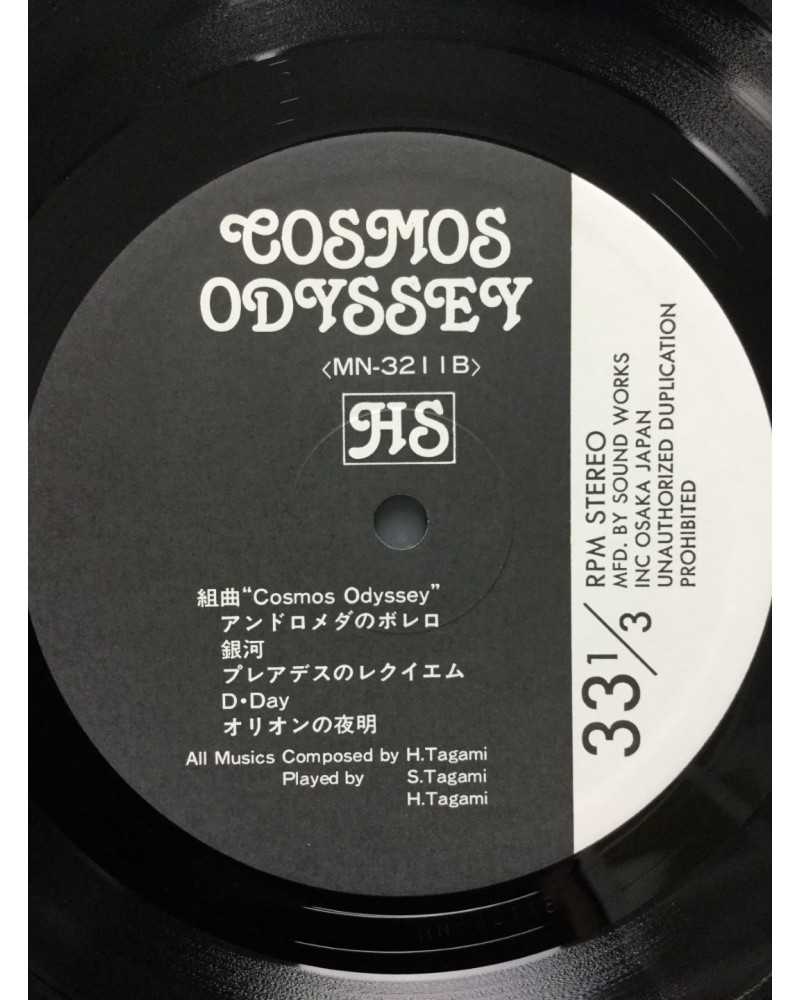 COSMOS
ODYSSEY
〈MN-3211B〉
HS
組曲“Cosmos Odyssey”
アンドロメダのボレロ
銀河
プレアデスのレクイエム
D・Day
オリオンの夜明
All Musics Composed by H.Tagami
Played by S.Tagami
H.Tagami
33 1/3 RPM STEREO
MFD. BY SOUND WORKS
INC OSAKA JAPAN
UNAUTHORIZED DUPLICATION
PROHIBITED